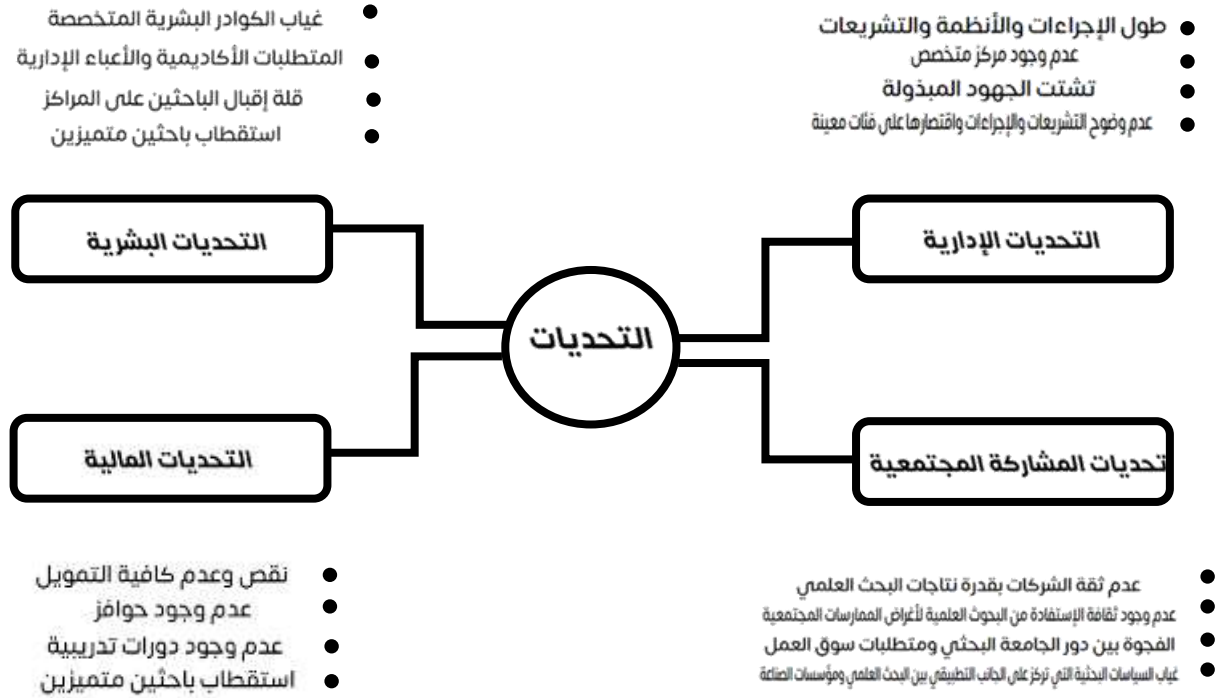 طول الإجراءات والأنظمة والتشريعات
عدم وجود مركز متخصص
تشتت الجهود المبذولة
عدم وضوح التشريعات والإجراءات واقتصارها على فئات معينة
التحديات الإدارية
غياب الكوادر البشرية المتخصصة
المتطلبات الأكاديمية والأعباء الإدارية
قلة إقبال الباحثين على المراكز
استقطاب باحثين متميزين
التحديات البشرية
التحديات
تحديات المشاركة المجتمعية
عدم ثقة الشركات بقدرة نتاجات البحث العلمي
عدم وجود ثقافة الإستفادة من البحوث العلمية لأغراض الممارسات المجتمعية
الفجوة بين دور الجامعة البحثي ومتطلبات سوق العمل
غياب السياسات البحثية التي تركز على الجانب التطبيقي بين البحث العلمي ومؤسسات الصناعة
التحديات المالية
نقص وعدم كافية التمويل
عدم وجود حوافز
عدم وجود دورات تدريبية
استقطاب باحثين متميزين